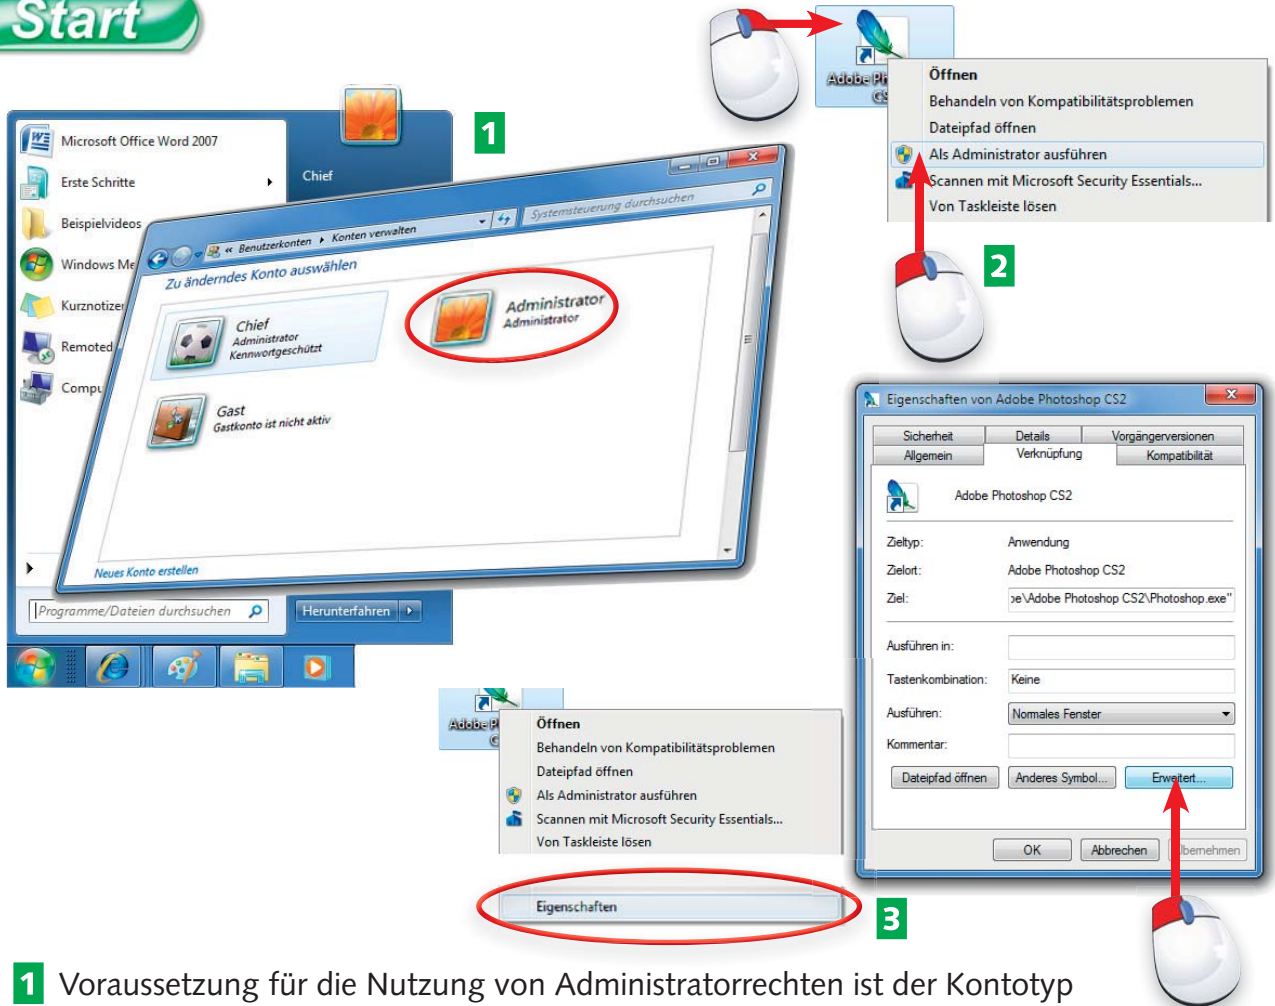 Start
1
Microsoft Office Word 2007
Erste Schritte
Beispielvideos
Windows Me
Kurznotizen
Remoted
Compu
Chief
« Benutzerkonten ▸ Konten verwalten
Systemsteuerung durchsuchen
Zu änderndes Konto auswählen
Chief
Administrator
Kennwortgeschützt
Administrator
Administrator
Gast
Gastkonto ist nicht aktiv
Neues Konto erstellen
Programme/Dateien durchsuchen
Herunterfahren
Adobe Ph
CS
Öffnen
Behandeln von Kompatibilitätsproblemen
Dateipfad öffnen
Als Administrator ausführen
Scannen mit Microsoft Security Essentials...
Von Taskleiste lösen
2
Eigenschaften von Adobe Photoshop CS2
Sicherheit
Details
Vorgängerversionen
Allgemein
Verknüpfung
Kompatibilität
Adobe Photoshop CS2
Zieltyp: Anwendung
Zielort: Adobe Photoshop CS2
Ziel: be\Adobe Photoshop CS2\Photoshop.exe"
Ausführen in:
Tastenkombination: Keine
Ausführen: Normales Fenster
Kommentar:
Dateipfad öffnen
Anderes Symbol...
Erweitert...
OK
Abbrechen
Übernehmen
Adobe P
C
Öffnen
Behandeln von Kompatibilitätsproblemen
Dateipfad öffnen
Als Administrator ausführen
Scannen mit Microsoft Security Essentials...
Von Taskleiste lösen
Eigenschaften
3
1 Voraussetzung für die Nutzung von Administratorrechten ist der Kontotyp